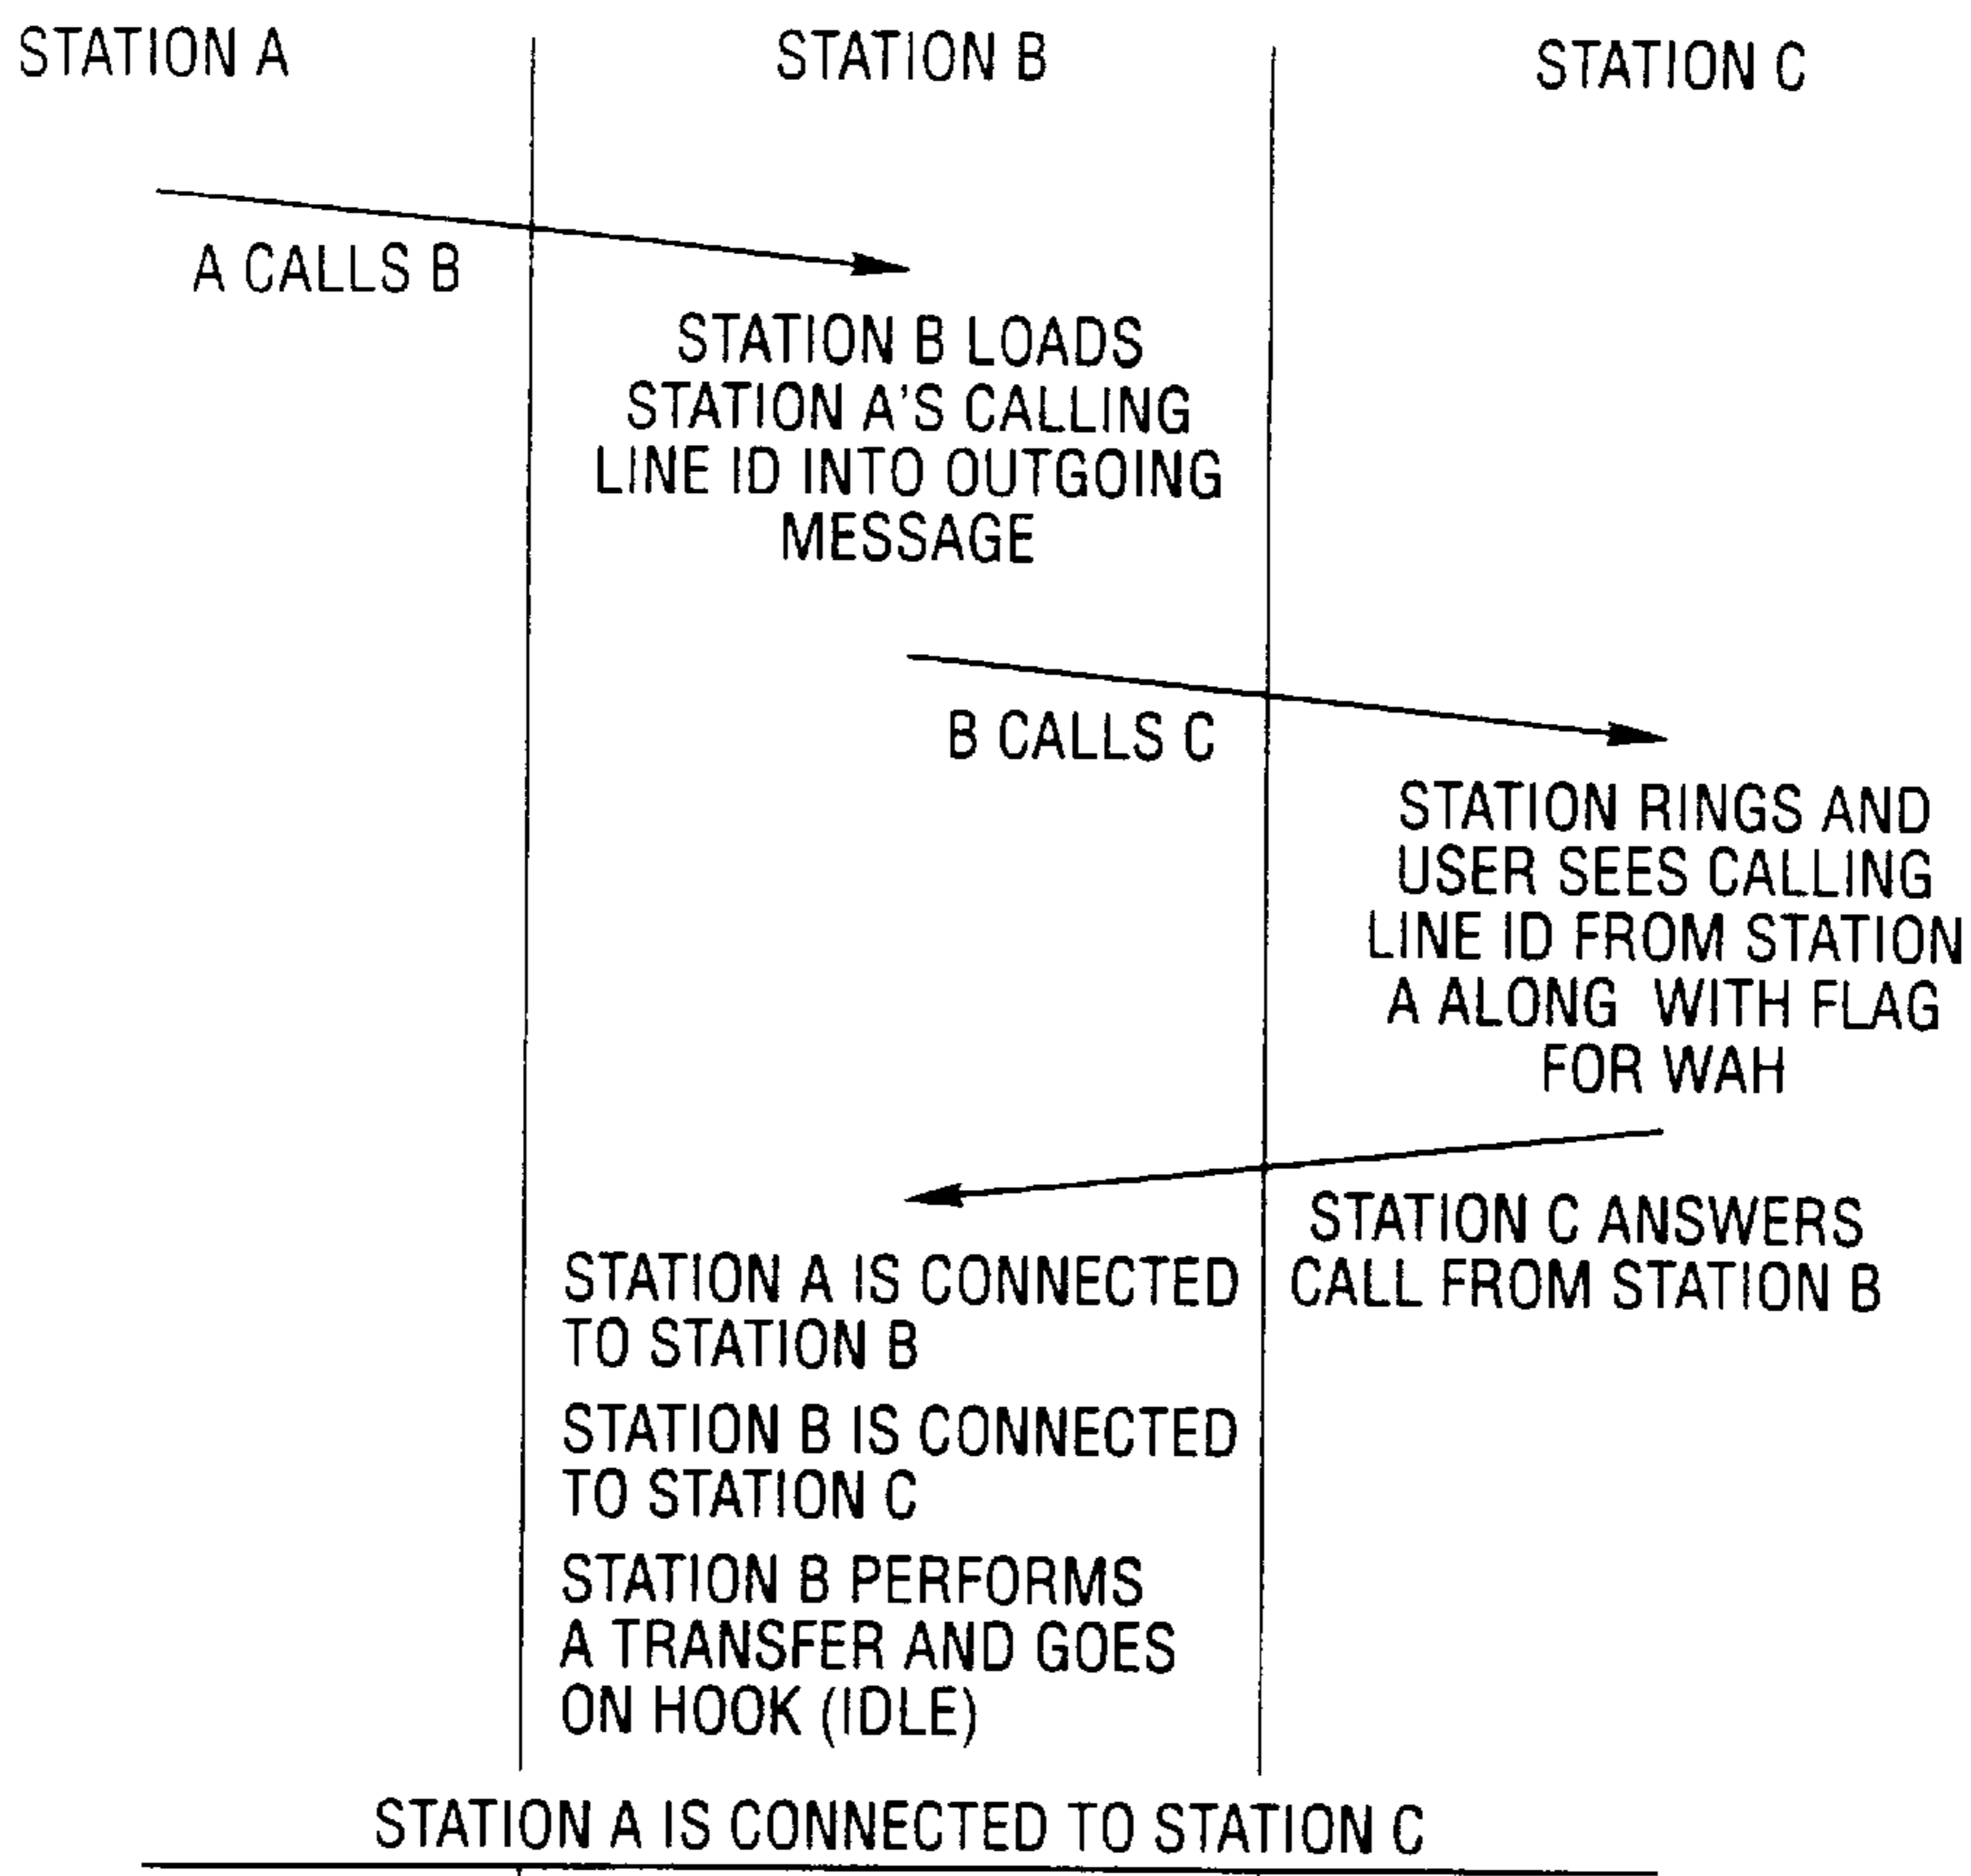 STATION A
STATION B
STATION C
A CALLS B
STATION B LOADS
STATION A'S CALLING
LINE ID INTO OUTGOING
MESSAGE
B CALLS C
STATION RINGS AND
USER SEES CALLING
LINE ID FROM STATION
A ALONG WITH FLAG
FOR WAH
STATION C ANSWERS
CALL FROM STATION B
STATION A IS CONNECTED
TO STATION B
STATION B IS CONNECTED
TO STATION C
STATION B PERFORMS
A TRANSFER AND GOES
ON HOOK (IDLE)
STATION A IS CONNECTED TO STATION C